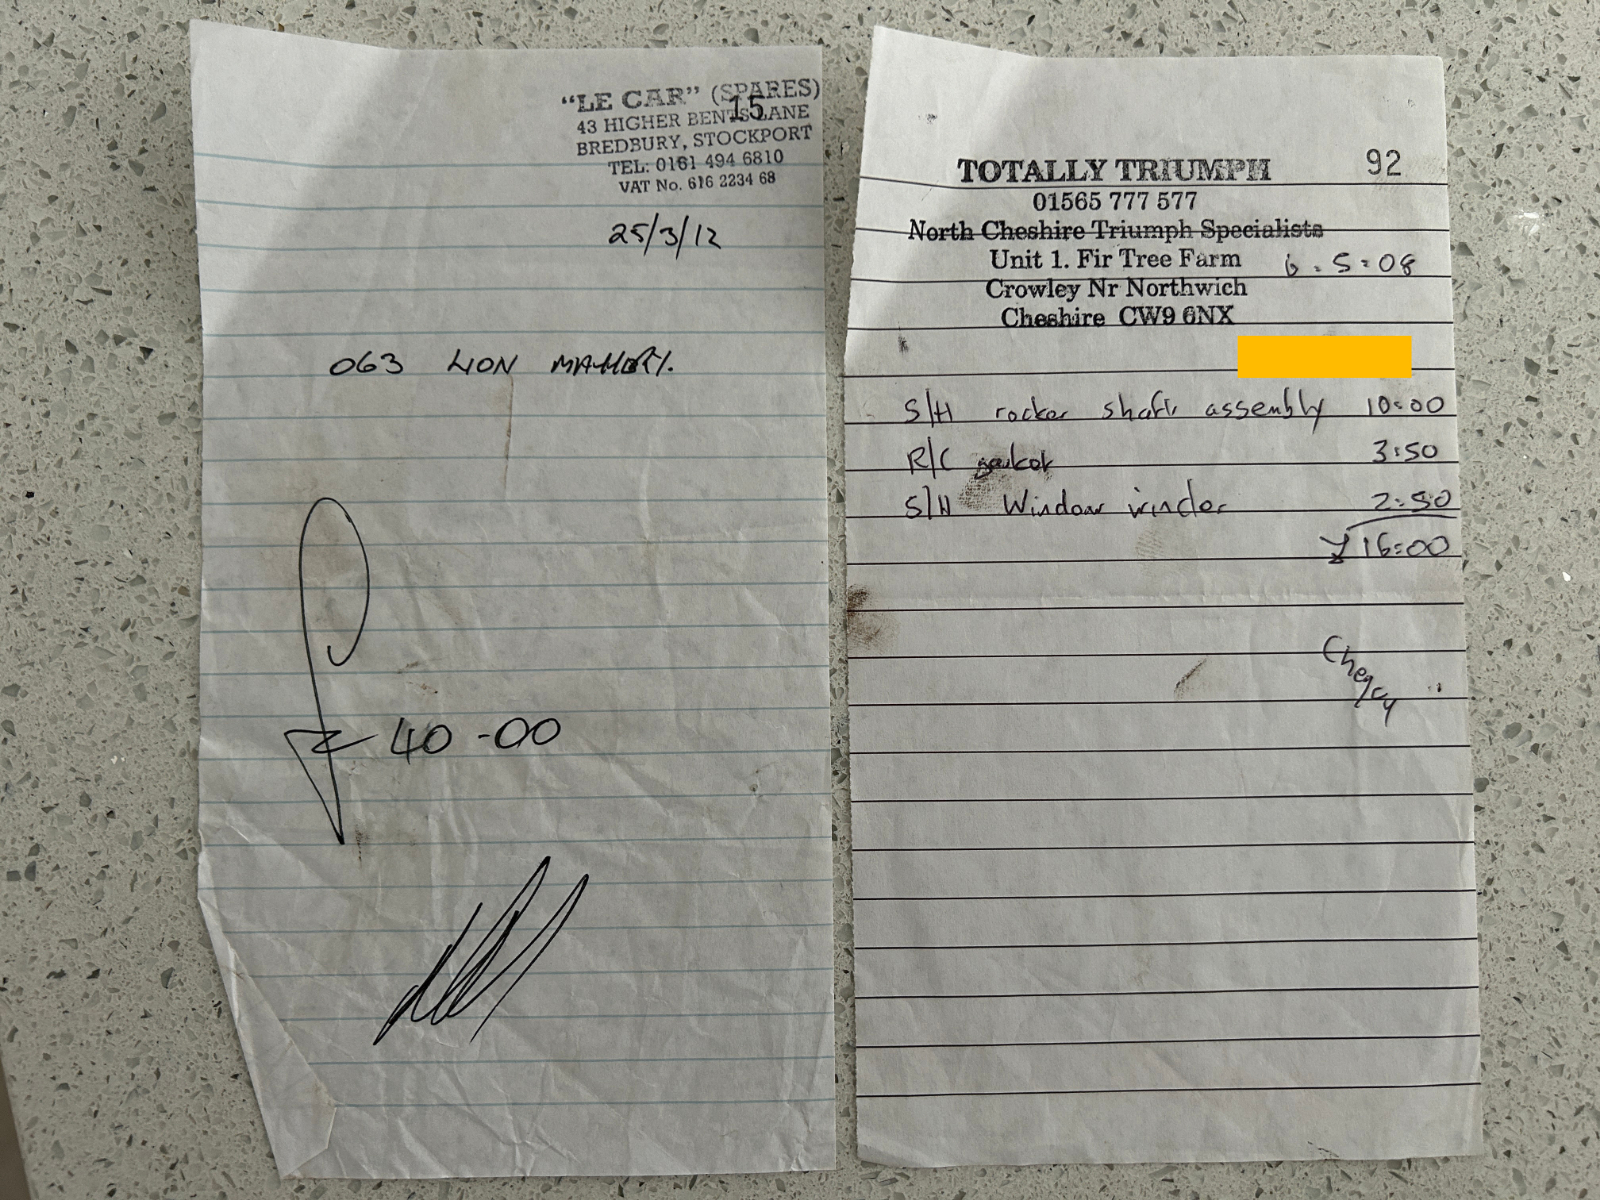 "LE CAR" (SPARES)
15
43 HIGHER BENTS LANE
BREDBURY, STOCKPORT
TEL: 0161 494 6810
VAT No. 616 2234 68
25/3/12
063 LION
£ 40-00
TOTALLY TRIUMPH
92
01565 777 577
North Cheshire Triumph Specialists
Unit 1. Fir Tree Farm
6.5.08
Crowley Nr Northwich
Cheshire CW9 6NX
S/H rocker shaft assembly 10:00
R/C gasket 3:50
S/H Window winder 2:50
£16:00